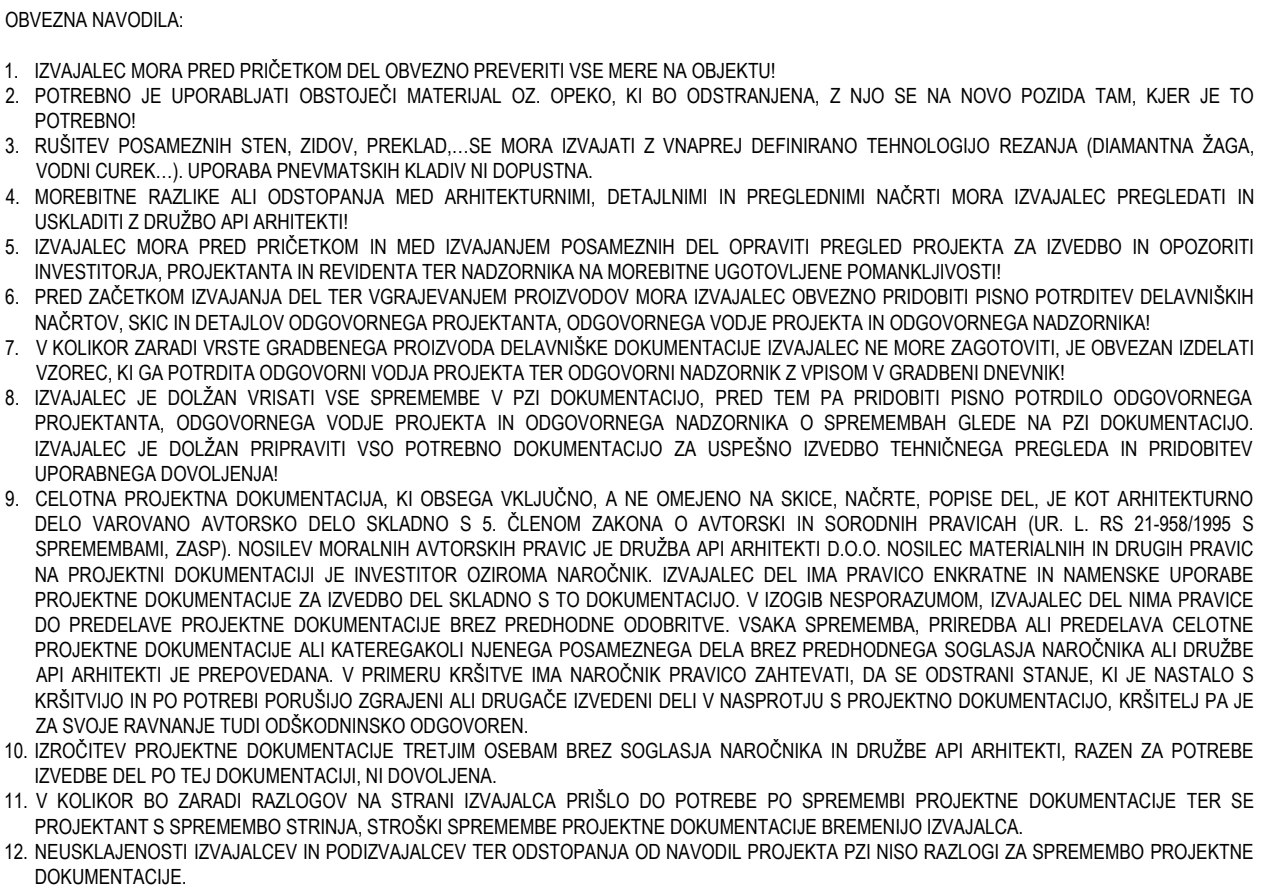 OBVEZNA NAVODILA:
1. IZVAJALEC MORA PRED PRIČETKOM DEL OBVEZNO PREVERITI VSE MERE NA OBJEKTU!
2. POTREBNO JE UPORABLJATI OBSTOJEČI MATERIJAL OZ. OPEKO, KI BO ODSTRANJENA, Z NJO SE NA NOVO POZIDA TAM, KJER JE TO
POTREBNO!
3. RUŠITEV POSAMEZNIH STEN, ZIDOV, PREKLAD,…SE MORA IZVAJATI Z VNAPREJ DEFINIRANO TEHNOLOGIJO REZANJA (DIAMANTNA ŽAGA,
VODNI CUREK…). UPORABA PNEVMATSKIH KLADIV NI DOPUSTNA.
4. MOREBITNE RAZLIKE ALI ODSTOPANJA MED ARHITEKTURNIMI, DETAJLNIMI IN PREGLEDNIMI NAČRTI MORA IZVAJALEC PREGLEDATI IN
USKLADITI Z DRUŽBO API ARHITEKTI!
5. IZVAJALEC MORA PRED PRIČETKOM IN MED IZVAJANJEM POSAMEZNIH DEL OPRAVITI PREGLED PROJEKTA ZA IZVEDBO IN OPOZORITI
INVESTITORJA, PROJEKTANTA IN REVIDENTA TER NADZORNIKA NA MOREBITNE UGOTOVLJENE POMANKLJIVOSTI!
6. PRED ZAČETKOM IZVAJANJA DEL TER VGRAJEVANJEM PROIZVODOV MORA IZVAJALEC OBVEZNO PRIDOBITI PISNO POTRDITEV DELAVNIŠKIH
NAČRTOV, SKIC IN DETAJLOV ODGOVORNEGA PROJEKTANTA, ODGOVORNEGA VODJE PROJEKTA IN ODGOVORNEGA NADZORNIKA!
7. V KOLIKOR ZARADI VRSTE GRADBENEGA PROIZVODA DELAVNIŠKE DOKUMENTACIJE IZVAJALEC NE MORE ZAGOTOVITI, JE OBVEZAN IZDELATI
VZOREC, KI GA POTRDITA ODGOVORNI VODJA PROJEKTA TER ODGOVORNI NADZORNIK Z VPISOM V GRADBENI DNEVNIK!
8. IZVAJALEC JE DOLŽAN VRISATI VSE SPREMEMBE V PZI DOKUMENTACIJO, PRED TEM PA PRIDOBITI PISNO POTRDILO ODGOVORNEGA
PROJEKTANTA, ODGOVORNEGA VODJE PROJEKTA IN ODGOVORNEGA NADZORNIKA O SPREMEMBAH GLEDE NA PZI DOKUMENTACIJO.
IZVAJALEC JE DOLŽAN PRIPRAVITI VSO POTREBNO DOKUMENTACIJO ZA USPEŠNO IZVEDBO TEHNIČNEGA PREGLEDA IN PRIDOBITEV
UPORABNEGA DOVOLJENJA!
9. CELOTNA PROJEKTNA DOKUMENTACIJA, KI OBSEGA VKLJUČNO, A NE OMEJENO NA SKICE, NAČRTE, POPISE DEL, JE KOT ARHITEKTURNO
DELO VAROVANO AVTORSKO DELO SKLADNO S 5. ČLENOM ZAKONA O AVTORSKI IN SORODNIH PRAVICAH (UR. L. RS 21-958/1995 S
SPREMEMBAMI, ZASP). NOSILEV MORALNIH AVTORSKIH PRAVIC JE DRUŽBA API ARHITEKTI D.O.O. NOSILEC MATERIALNIH IN DRUGIH PRAVIC
NA PROJEKTNI DOKUMENTACIJI JE INVESTITOR OZIROMA NAROČNIK. IZVAJALEC DEL IMA PRAVICO ENKRATNE IN NAMENSKE UPORABE
PROJEKTNE DOKUMENTACIJE ZA IZVEDBO DEL SKLADNO S TO DOKUMENTACIJO. V IZOGIB NESPORAZUMOM, IZVAJALEC DEL NIMA PRAVICE
DO PREDELAVE PROJEKTNE DOKUMENTACIJE BREZ PREDHODNE ODOBRITVE. VSAKA SPREMEMBA, PRIREDBA ALI PREDELAVA CELOTNE
PROJEKTNE DOKUMENTACIJE ALI KATEREGAKOLI NJENEGA POSAMEZNEGA DELA BREZ PREDHODNEGA SOGLASJA NAROČNIKA ALI DRUŽBE
API ARHITEKTI JE PREPOVEDANA. V PRIMERU KRŠITVE IMA NAROČNIK PRAVICO ZAHTEVATI, DA SE ODSTRANI STANJE, KI JE NASTALO S
KRŠITVIJO IN PO POTREBI PORUŠIJO ZGRAJENI ALI DRUGAČE IZVEDENI DELI V NASPROTJU S PROJEKTNO DOKUMENTACIJO, KRŠITELJ PA JE
ZA SVOJE RAVNANJE TUDI ODŠKODNINSKO ODGOVOREN.
10. IZROČITEV PROJEKTNE DOKUMENTACIJE TRETJIM OSEBAM BREZ SOGLASJA NAROČNIKA IN DRUŽBE API ARHITEKTI, RAZEN ZA POTREBE
IZVEDBE DEL PO TEJ DOKUMENTACIJI, NI DOVOLJENA.
11. V KOLIKOR BO ZARADI RAZLOGOV NA STRANI IZVAJALCA PRIŠLO DO POTREBE PO SPREMEMBI PROJEKTNE DOKUMENTACIJE TER SE
PROJEKTANT S SPREMEMBO STRINJA, STROŠKI SPREMEMBE PROJEKTNE DOKUMENTACIJE BREMENIJO IZVAJALCA.
12. NEUSKLAJENOSTI IZVAJALCEV IN PODIZVAJALCEV TER ODSTOPANJA OD NAVODIL PROJEKTA PZI NISO RAZLOGI ZA SPREMEMBO PROJEKTNE
DOKUMENTACIJE.